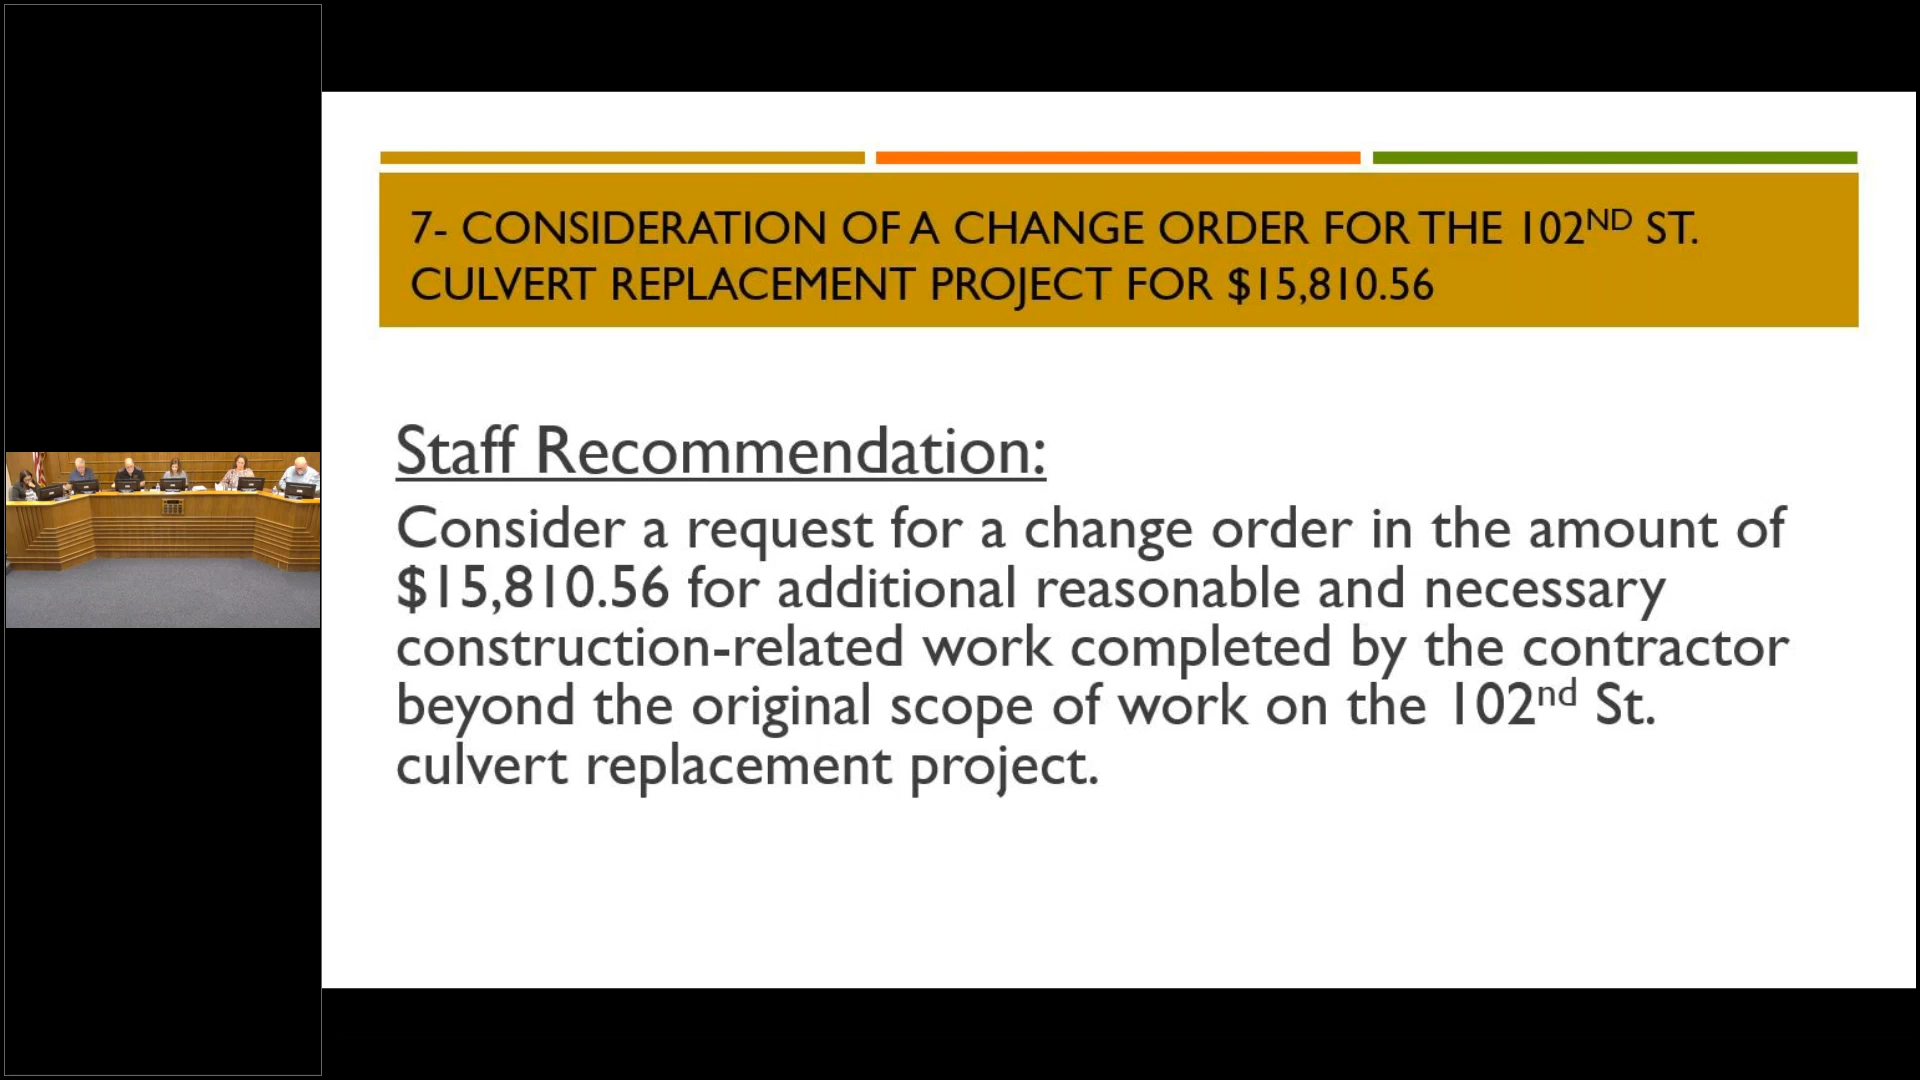 7- CONSIDERATION OF A CHANGE ORDER FOR THE 102ND ST.
CULVERT REPLACEMENT PROJECT FOR $15,810.56
Staff Recommendation:
Consider a request for a change order in the amount of
$15,810.56 for additional reasonable and necessary
construction-related work completed by the contractor
beyond the original scope of work on the 102nd St.
culvert replacement project.